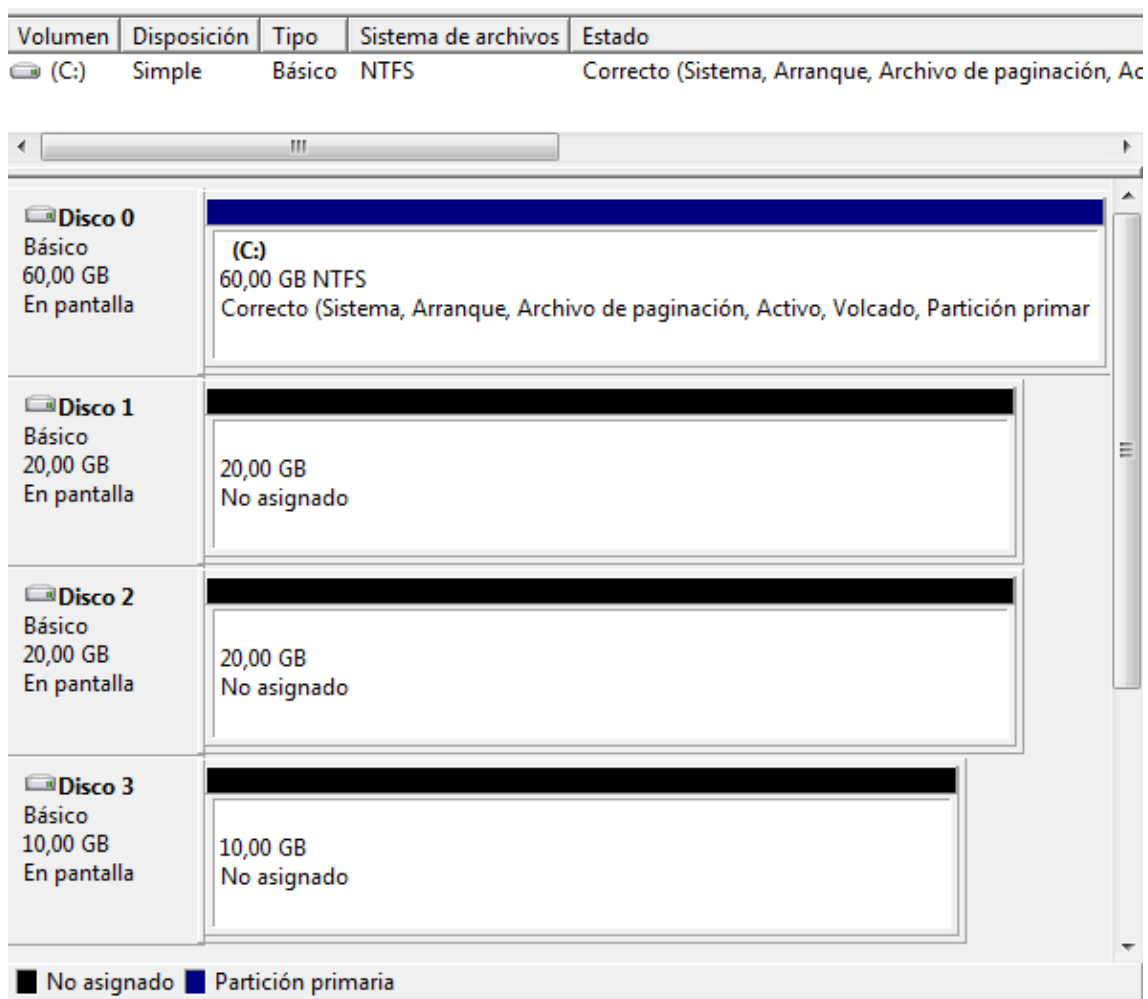 Volumen Disposición Tipo Sistema de archivos Estado
(C:) Simple Básico NTFS Correcto (Sistema, Arranque, Archivo de paginación, Ac
Disco 0
Básico
60,00 GB
En pantalla
(C:)
60,00 GB NTFS
Correcto (Sistema, Arranque, Archivo de paginación, Activo, Volcado, Partición primar
Disco 1
Básico
20,00 GB
En pantalla
20,00 GB
No asignado
Disco 2
Básico
20,00 GB
En pantalla
20,00 GB
No asignado
Disco 3
Básico
10,00 GB
En pantalla
10,00 GB
No asignado
No asignado Partición primaria